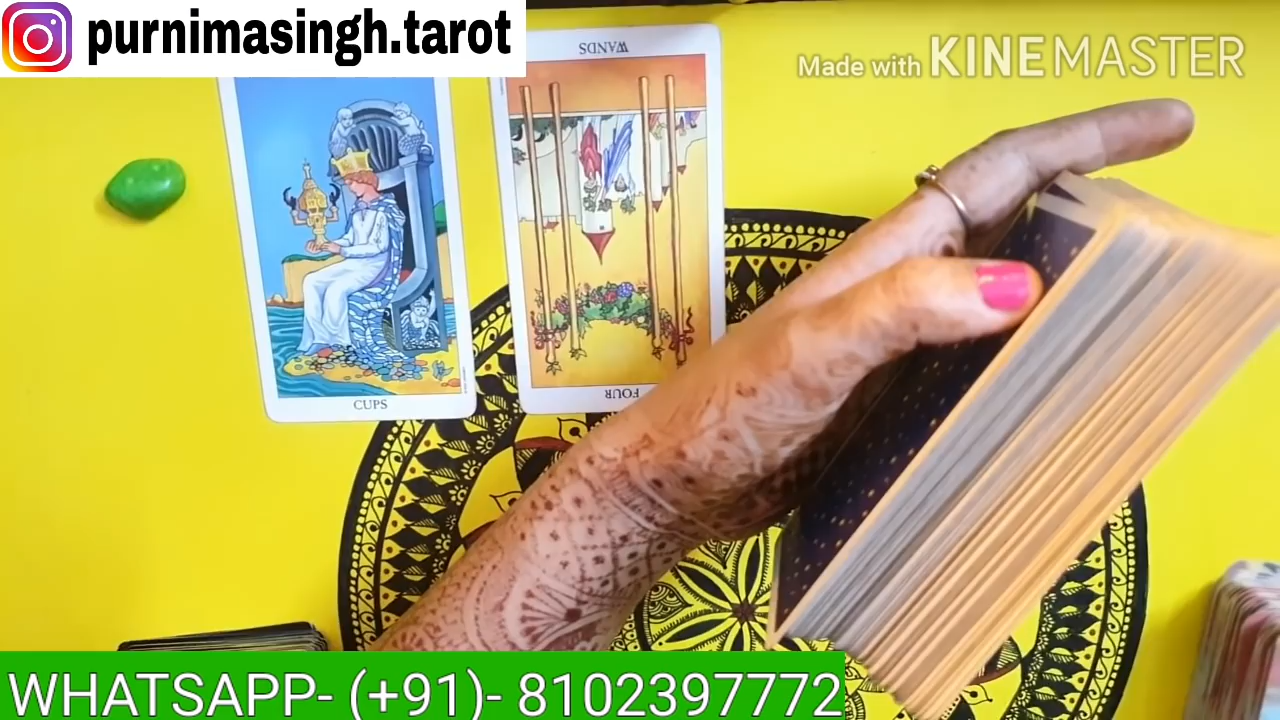 purnimasingh.tarot
Made with KINEMASTER
WANDS
CUPS
FOUR
WHATSAPP- (+91)- 8102397772